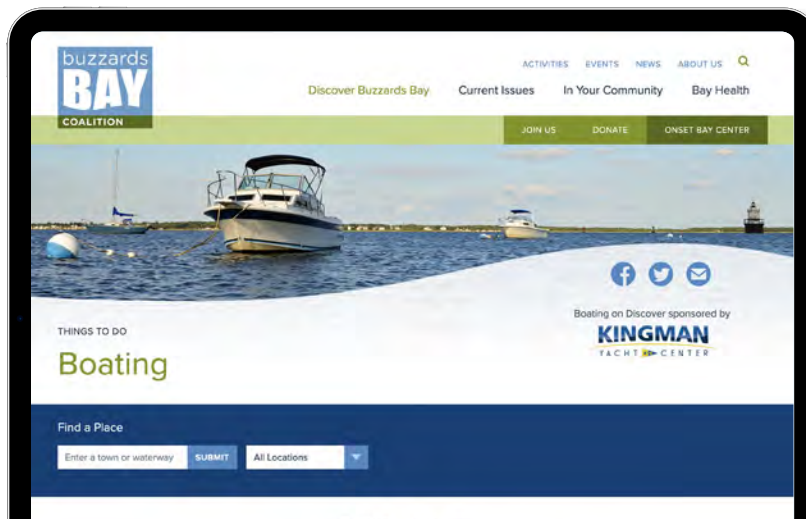 buzzards
BAY
COALITION
ACTIVITIES EVENTS NEWS ABOUT US
Discover Buzzards Bay Current Issues In Your Community Bay Health
JOIN US DONATE ONSET BAY CENTER
Boating on Discover sponsored by
KINGMAN
YACHT CENTER
THINGS TO DO
Boating
Find a Place
Enter a town or waterway SUBMIT All Locations